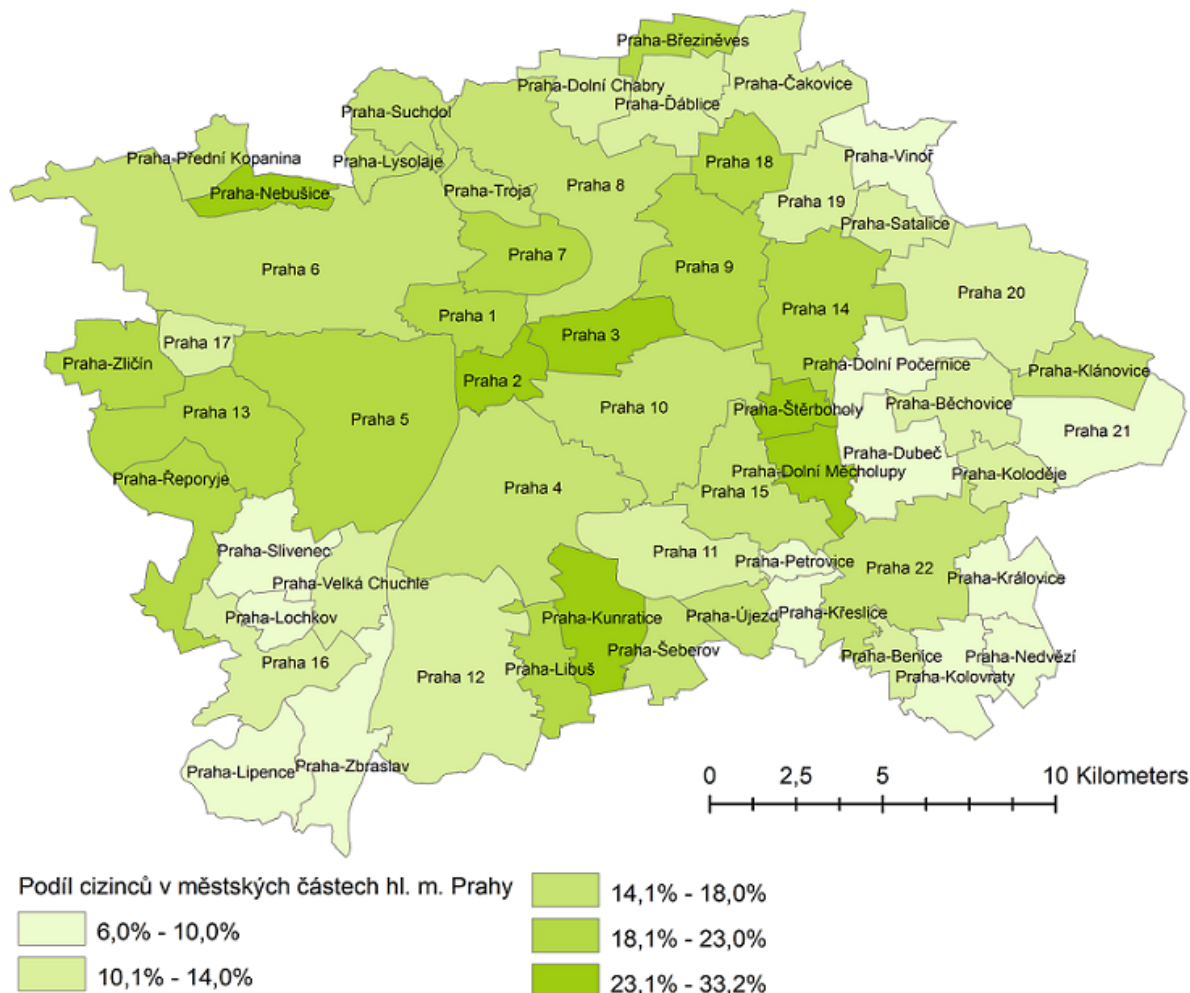 Praha-Březiněves
Praha-Dolní Chabry
Praha-Čakovice
Praha-Ďáblice
Praha-Suchdol
Praha-Přední Kopanina
Praha-Lysolaje
Praha 18
Praha-Vinoř
Praha-Nebušice
Praha-Troja
Praha 8
Praha 19
Praha-Satalice
Praha 7
Praha 6
Praha 9
Praha 20
Praha 1
Praha 14
Praha 3
Praha 17
Praha-Zličín
Praha-Dolní Počernice
Praha-Klánovice
Praha 2
Praha 13
Praha 5
Praha 10
Praha-Štěrboholy
Praha-Běchovice
Praha 21
Praha-Dubeč
Praha-Řeporyje
Praha-Dolní Měcholupy
Praha-Koloděje
Praha 4
Praha 15
Praha-Slivenec
Praha 11
Praha-Petrovice
Praha 22
Praha-Královice
Praha-Velká Chuchle
Praha-Lochkov
Praha-Kunratice
Praha-Újezd
Praha-Křeslice
Praha-Šeberov
Praha-Benice
Praha-Nedvězí
Praha 16
Praha 12
Praha-Libuš
Praha-Kolovraty
Praha-Lipence
Praha-Zbraslav
0 2,5 5 10 Kilometers
Podíl cizinců v městských částech hl. m. Prahy
6,0% - 10,0%
10,1% - 14,0%
14,1% - 18,0%
18,1% - 23,0%
23,1% - 33,2%